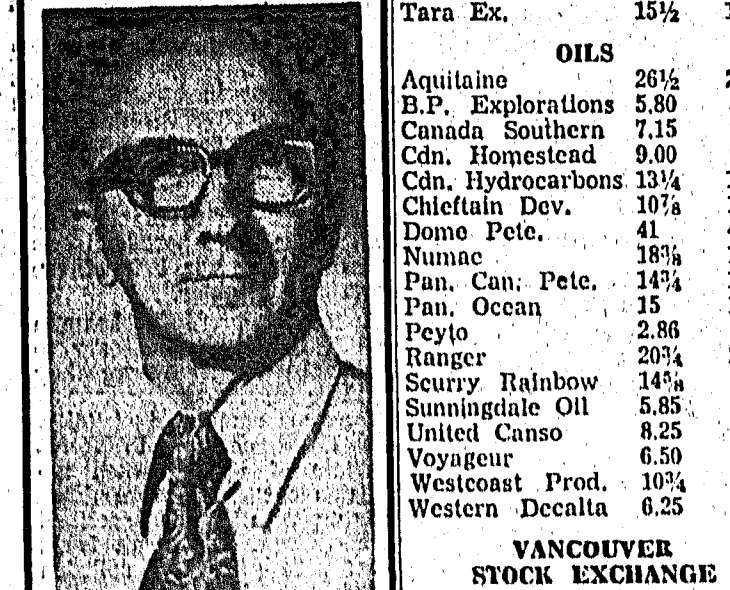 Tara Ex. 15½
OILS
Aquitaine 26½
B.P. Explorations 5.80
Canada Southern 7.15
Cdn. Homestead 9.00
Cdn. Hydrocarbons 13¼
Chieftain Dev. 10⅞
Dome Pete. 41
Numac 18⅜
Pan. Can. Pete. 14¾
Pan. Ocean 15
Peyto 2.86
Ranger 20¾
Scurry Rainbow 14⅝
Sunningdale Oil 5.85
United Canso 8.25
Voyageur 6.50
Westcoast Prod. 10¾
Western Decalta 6.25
VANCOUVER
STOCK EXCHANGE